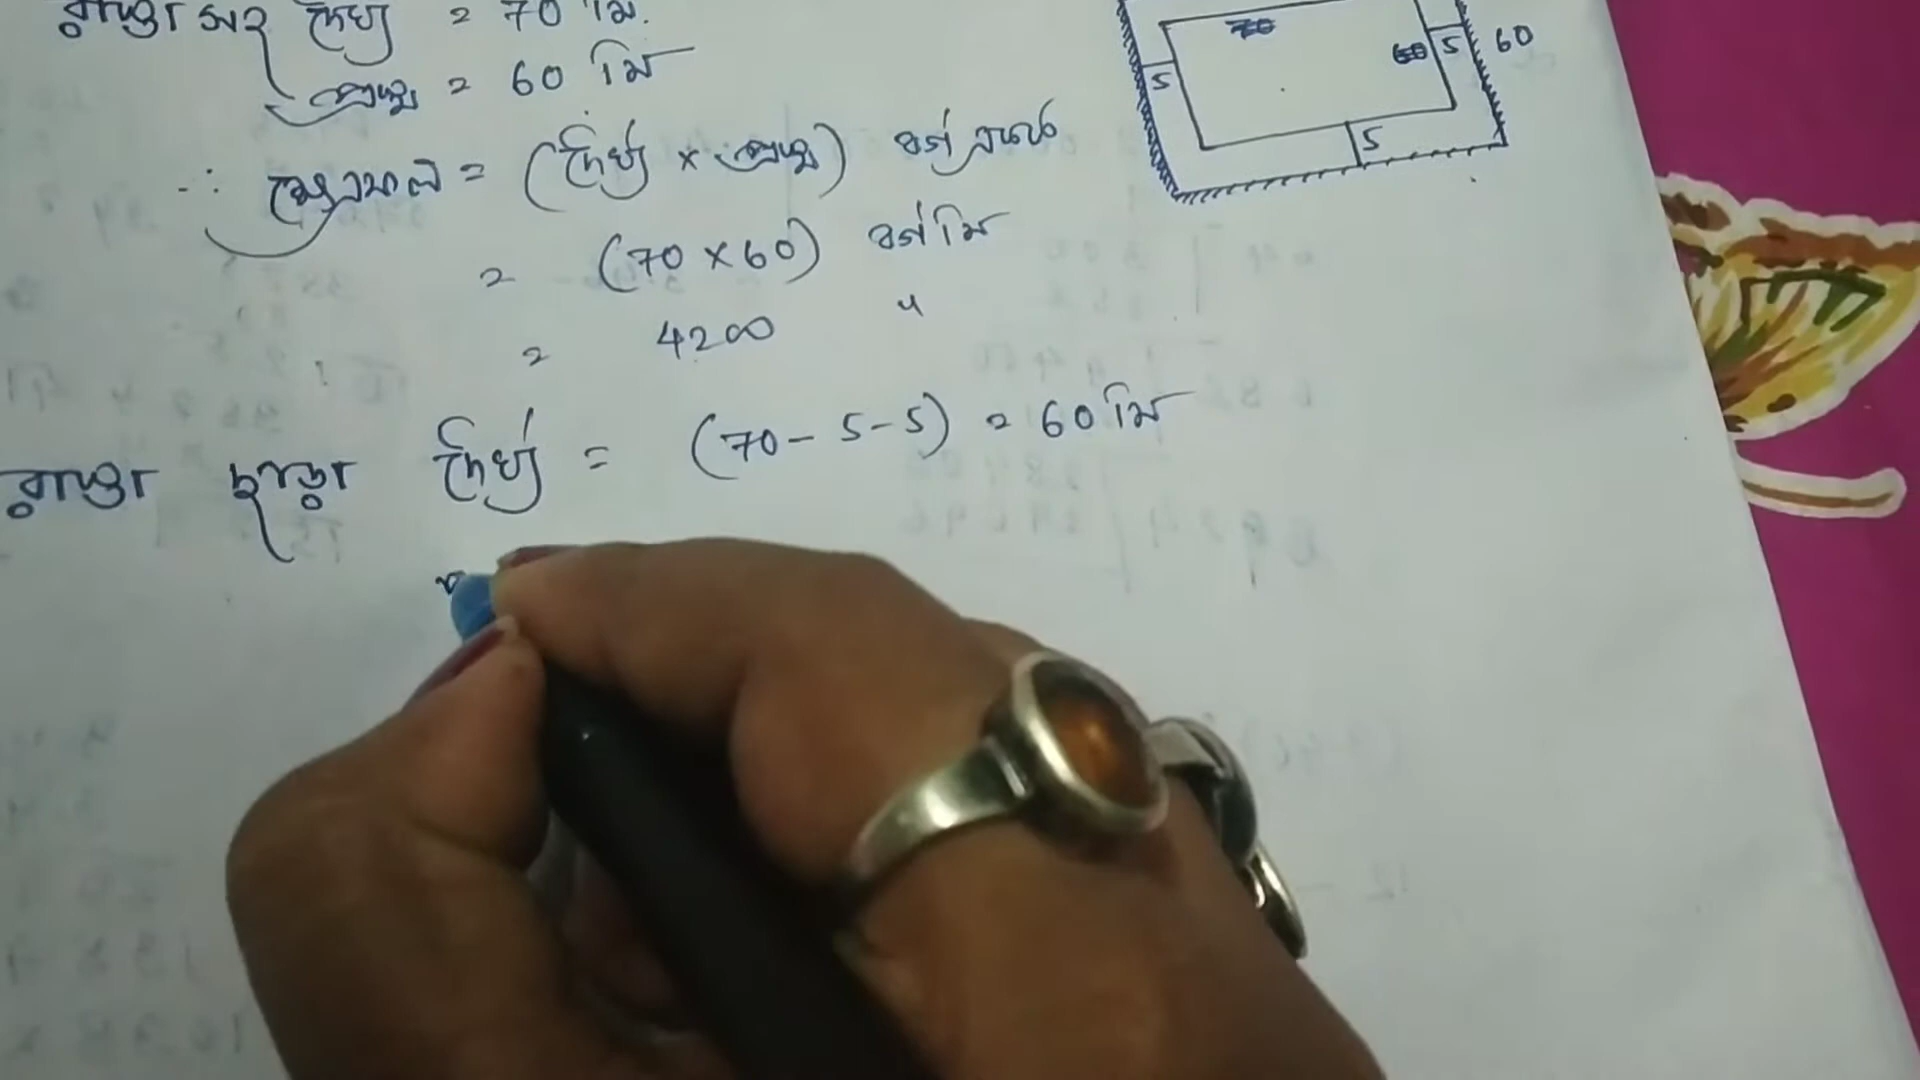 রাস্তা সহ দৈর্ঘ্য = 70 মি.
প্রস্থ = 60 মি
∴ ক্ষেত্রফল = (দৈর্ঘ্য × প্রস্থ) বর্গ একক
= (70 × 60) বর্গমি
= 4200 "
রাস্তা ছাড়া দৈর্ঘ্য = (70 - 5 - 5) = 60 মি
70
60 5 60
5
5